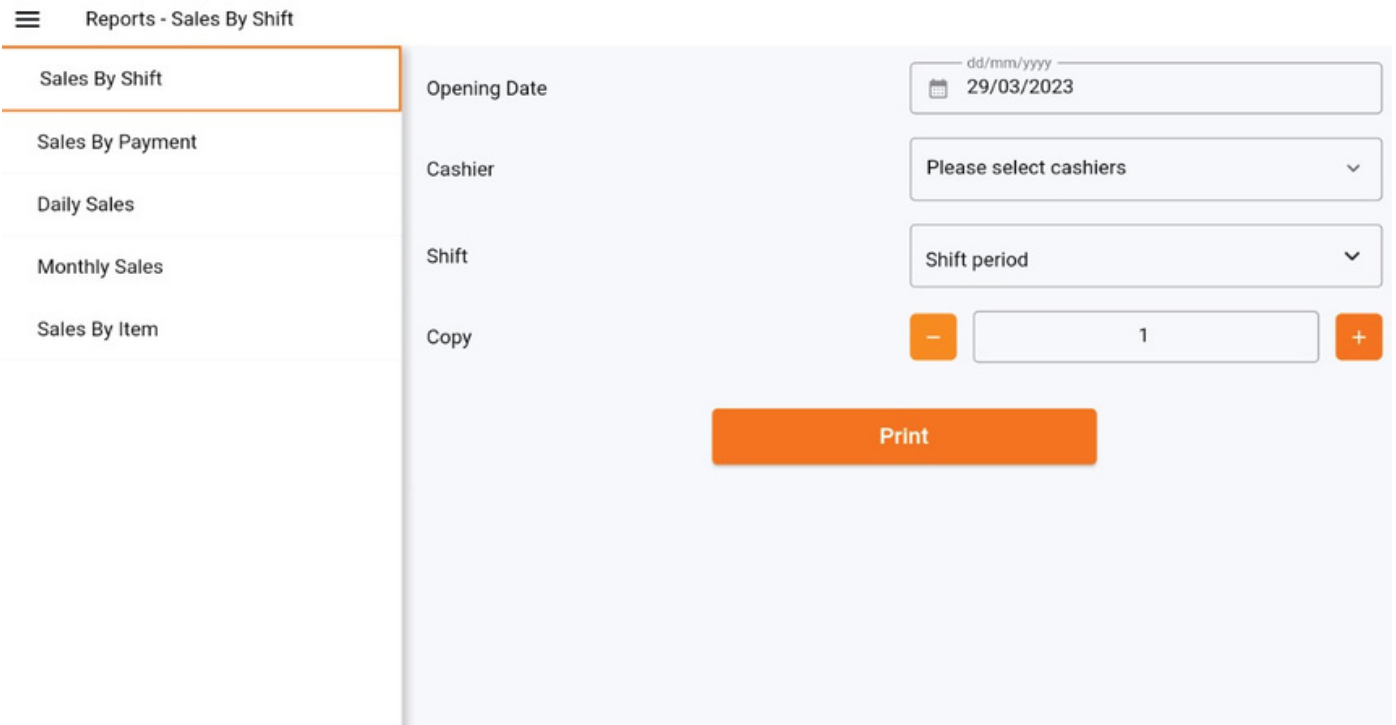 Reports - Sales By Shift
Sales By Shift
Sales By Payment
Daily Sales
Monthly Sales
Sales By Item
Opening Date
dd/mm/yyyy
29/03/2023
Cashier
Please select cashiers
Shift
Shift period
Copy
−
1
+
Print